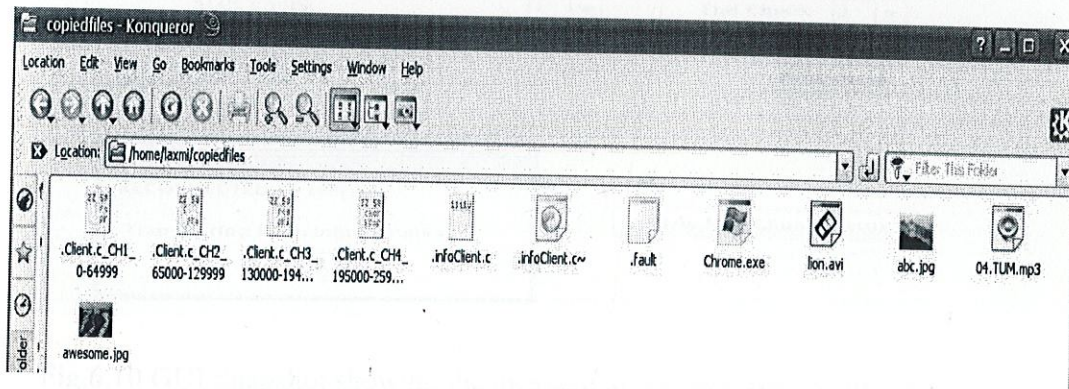 copiedfiles - Konqueror
Location Edit View Go Bookmarks Tools Settings Window Help
Location: /home/laxmi/copiedfiles
Filter This Folder
.Client.c_CH1_ .Client.c_CH2_ .Client.c_CH3_ .Client.c_CH4_ .infoClient.c .infoClient.c~ .fault Chrome.exe lion.avi abc.jpg 04.TUM.mp3
0-64999 65000-129999 130000-194... 195000-259...
older
awesome.jpg